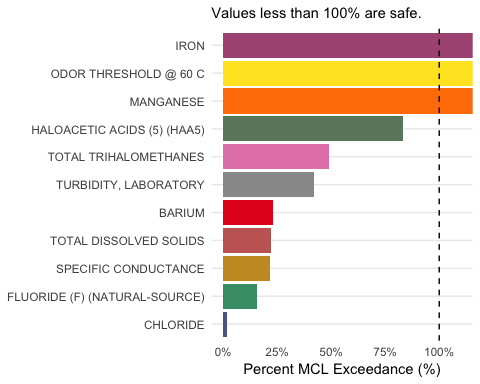 Values less than 100% are safe.
IRON
ODOR THRESHOLD @ 60 C
MANGANESE
HALOACETIC ACIDS (5) (HAA5)
TOTAL TRIHALOMETHANES
TURBIDITY, LABORATORY
BARIUM
TOTAL DISSOLVED SOLIDS
SPECIFIC CONDUCTANCE
FLUORIDE (F) (NATURAL-SOURCE)
CHLORIDE
0% 25% 50% 75% 100%
Percent MCL Exceedance (%)